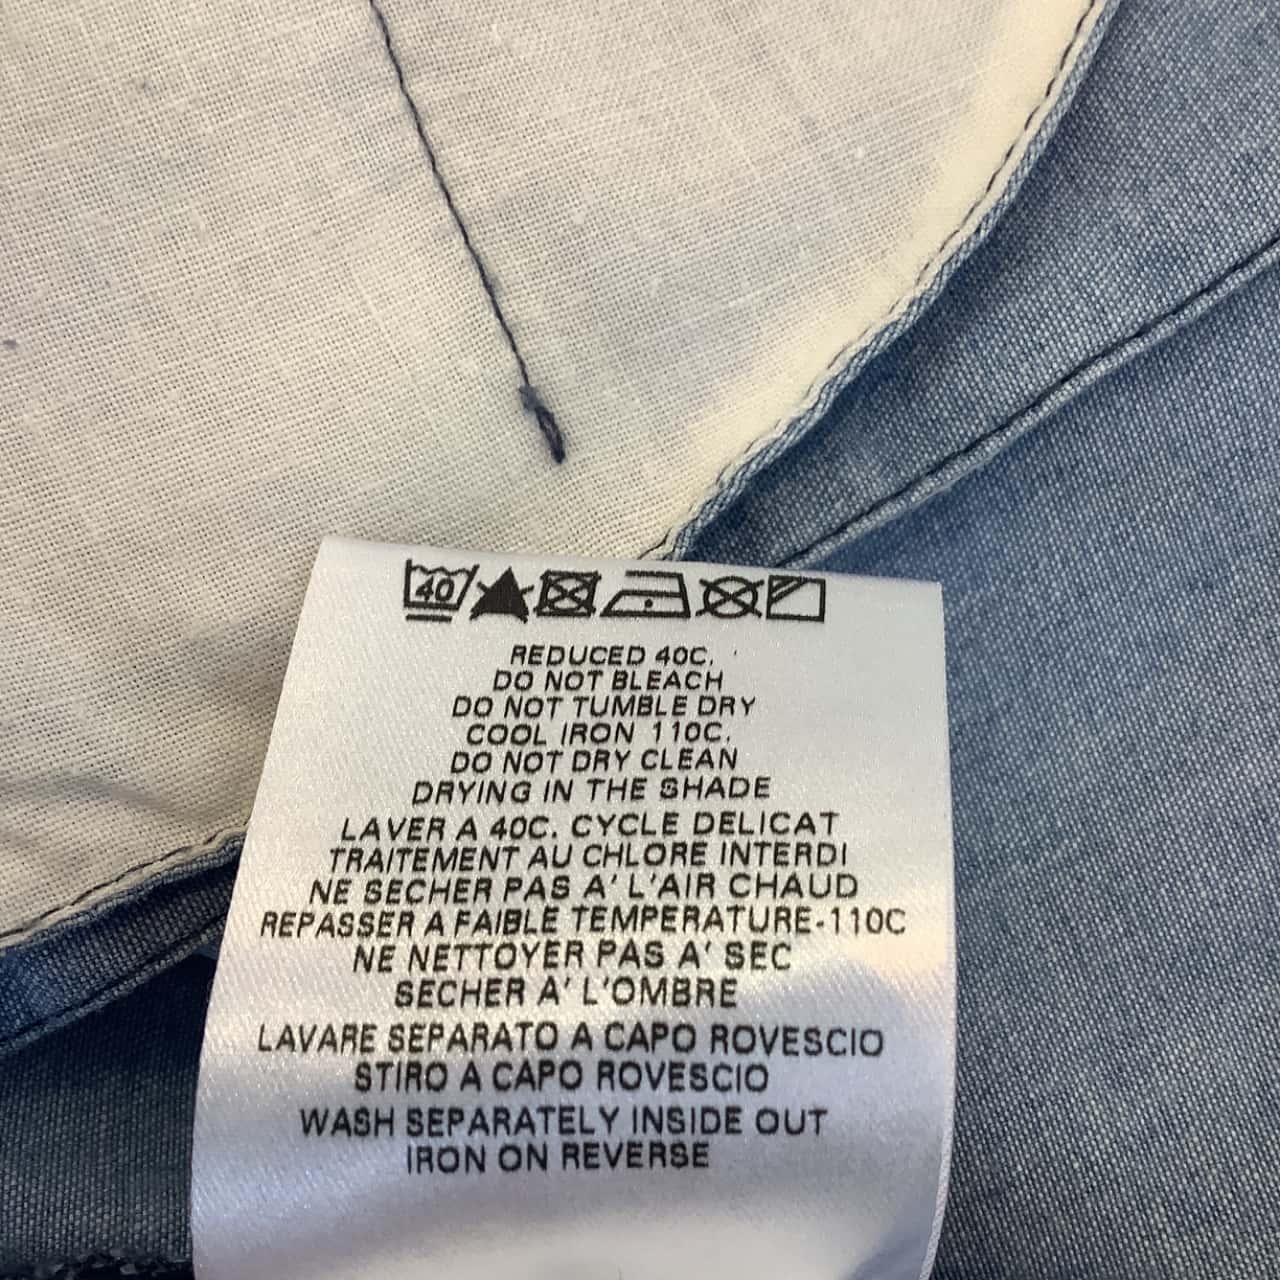 40
REDUCED 40C.
DO NOT BLEACH
DO NOT TUMBLE DRY
COOL IRON 110C.
DO NOT DRY CLEAN
DRYING IN THE SHADE
LAVER A 40C. CYCLE DELICAT
TRAITEMENT AU CHLORE INTERDI
NE SECHER PAS A' L'AIR CHAUD
REPASSER A FAIBLE TEMPERATURE-110C
NE NETTOYER PAS A' SEC
SECHER A' L'OMBRE
LAVARE SEPARATO A CAPO ROVESCIO
STIRO A CAPO ROVESCIO
WASH SEPARATELY INSIDE OUT
IRON ON REVERSE